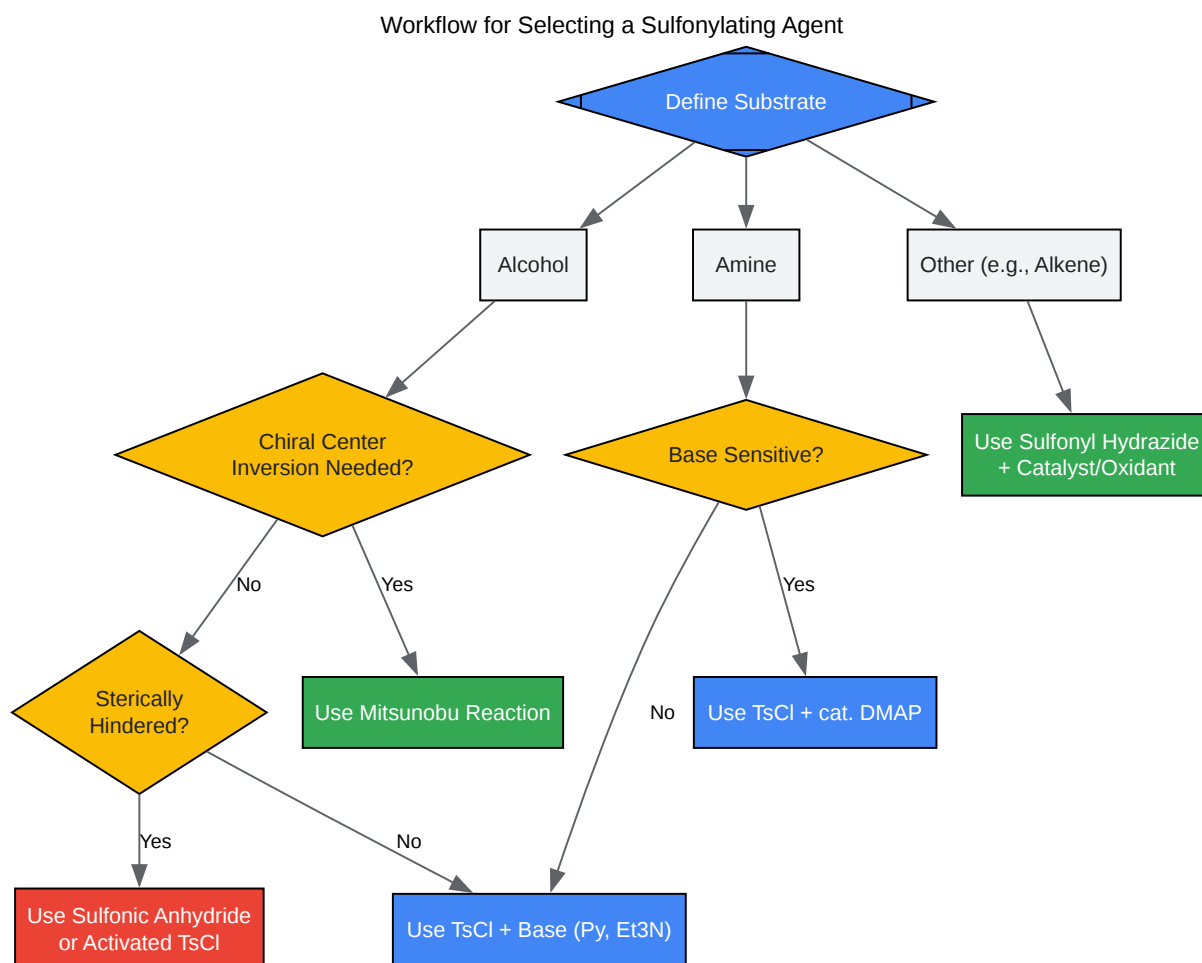 Workflow for Selecting a Sulfonylating Agent
Define Substrate
Alcohol
Amine
Other (e.g., Alkene)
Chiral Center
Inversion Needed?
Base Sensitive?
Use Sulfonyl Hydrazide
+ Catalyst/Oxidant
No
Yes
Yes
Sterically
Hindered?
Use Mitsunobu Reaction
No
Use TsCl + cat. DMAP
Yes
No
Use Sulfonic Anhydride
or Activated TsCl
Use TsCl + Base (Py, Et3N)